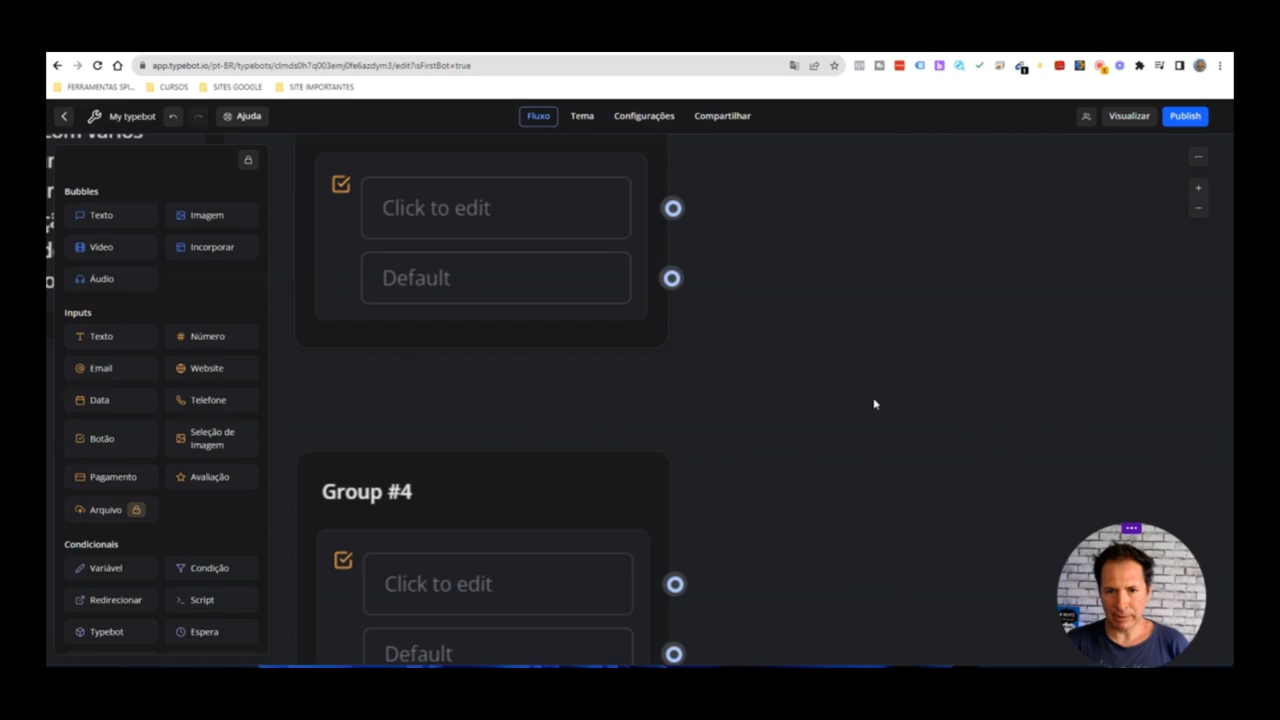 app.typebot.io/pt-BR/typebots/clmds0h7q003emj0fe6azdym3/edit?isFirstBot=true
FERRAMENTAS SPI...
CURSOS
SITES GOOGLE
SITE IMPORTANTES
My typebot
Ajuda
Fluxo
Tema
Configurações
Compartilhar
Visualizar
Publish
com vários
Bubbles
Texto
Imagem
Vídeo
Incorporar
Áudio
Inputs
Texto
Número
Email
Website
Data
Telefone
Botão
Seleção de
Imagem
Pagamento
Avaliação
Arquivo
Condicionais
Variável
Condição
Redirecionar
Script
Typebot
Espera
Click to edit
Default
Group #4
Click to edit
Default